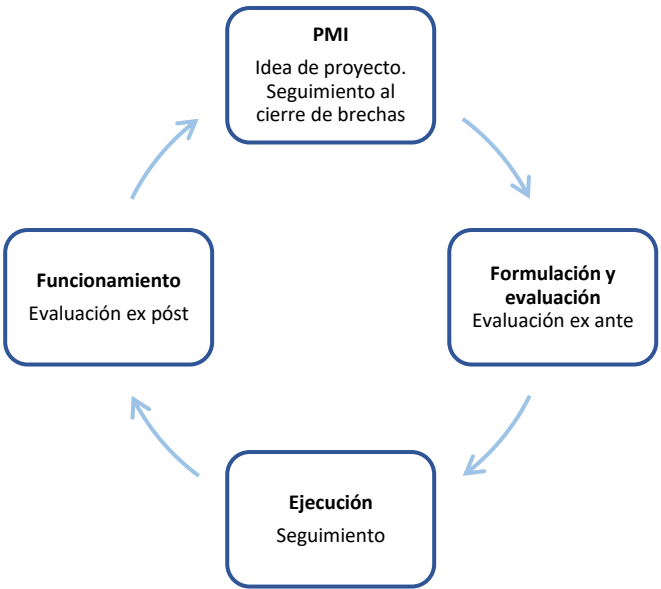 PMI
Idea de proyecto.
Seguimiento al
cierre de brechas
Formulación y
evaluación
Evaluación ex ante
Ejecución
Seguimiento
Funcionamiento
Evaluación ex póst